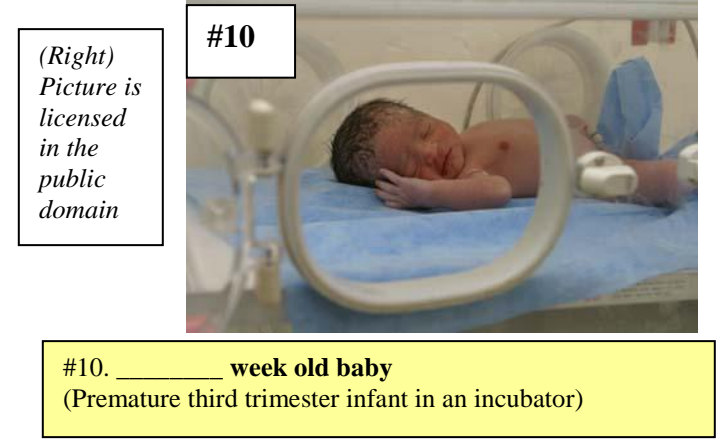 #10
(Right)
Picture is
licensed
in the
public
domain
#10. ________ week old baby
(Premature third trimester infant in an incubator)